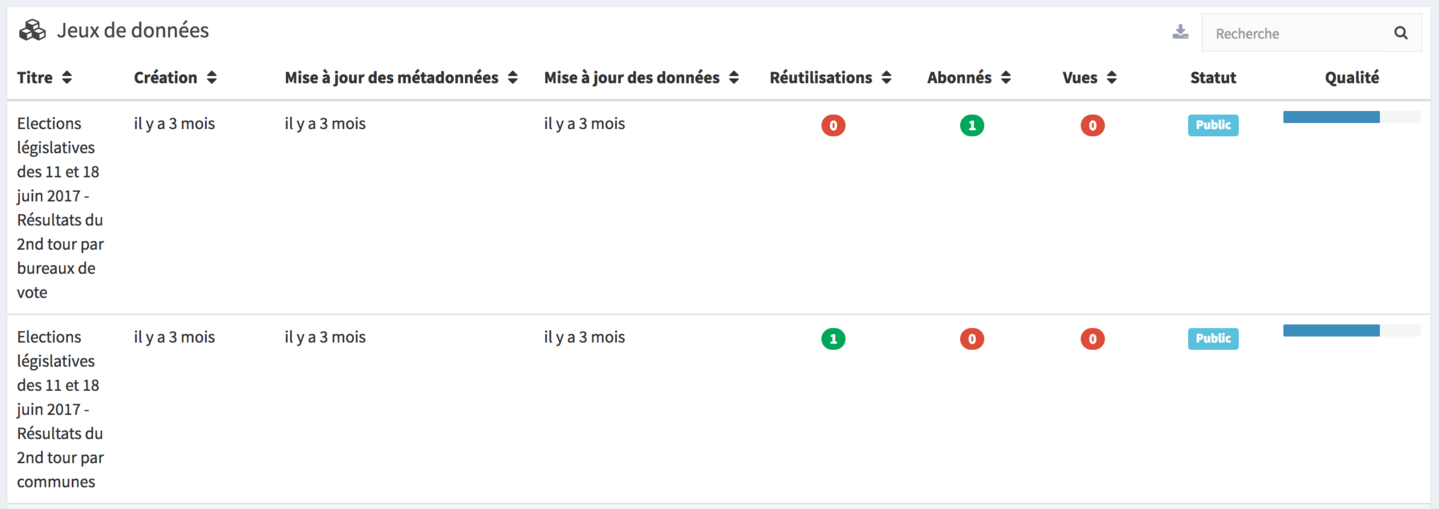 Jeux de données
Recherche
Titre Création Mise à jour des métadonnées Mise à jour des données Réutilisations Abonnés Vues Statut Qualité
Elections il y a 3 mois il y a 3 mois il y a 3 mois 0 1 0 Public
législatives
des 11 et 18
juin 2017 -
Résultats du
2nd tour par
bureaux de
vote
Elections il y a 3 mois il y a 3 mois il y a 3 mois 1 0 0 Public
législatives
des 11 et 18
juin 2017 -
Résultats du
2nd tour par
communes